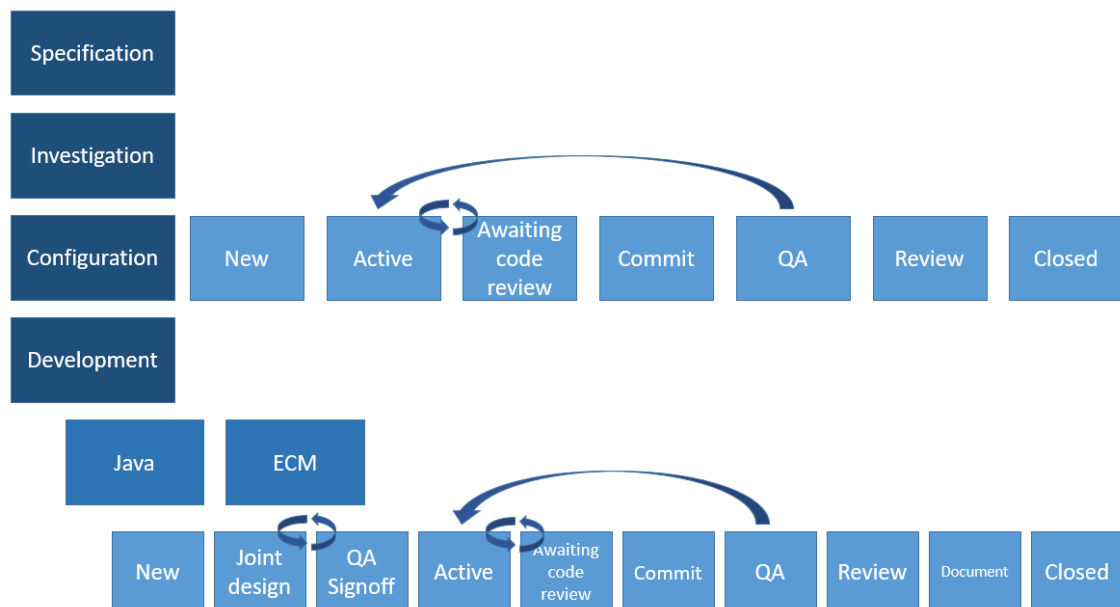 Specification
Investigation
Configuration
New
Active
Awaiting
code
review
Commit
QA
Review
Closed
Development
Java
ECM
New
Joint
design
QA
Signoff
Active
Awaiting
code
review
Commit
QA
Review
Document
Closed